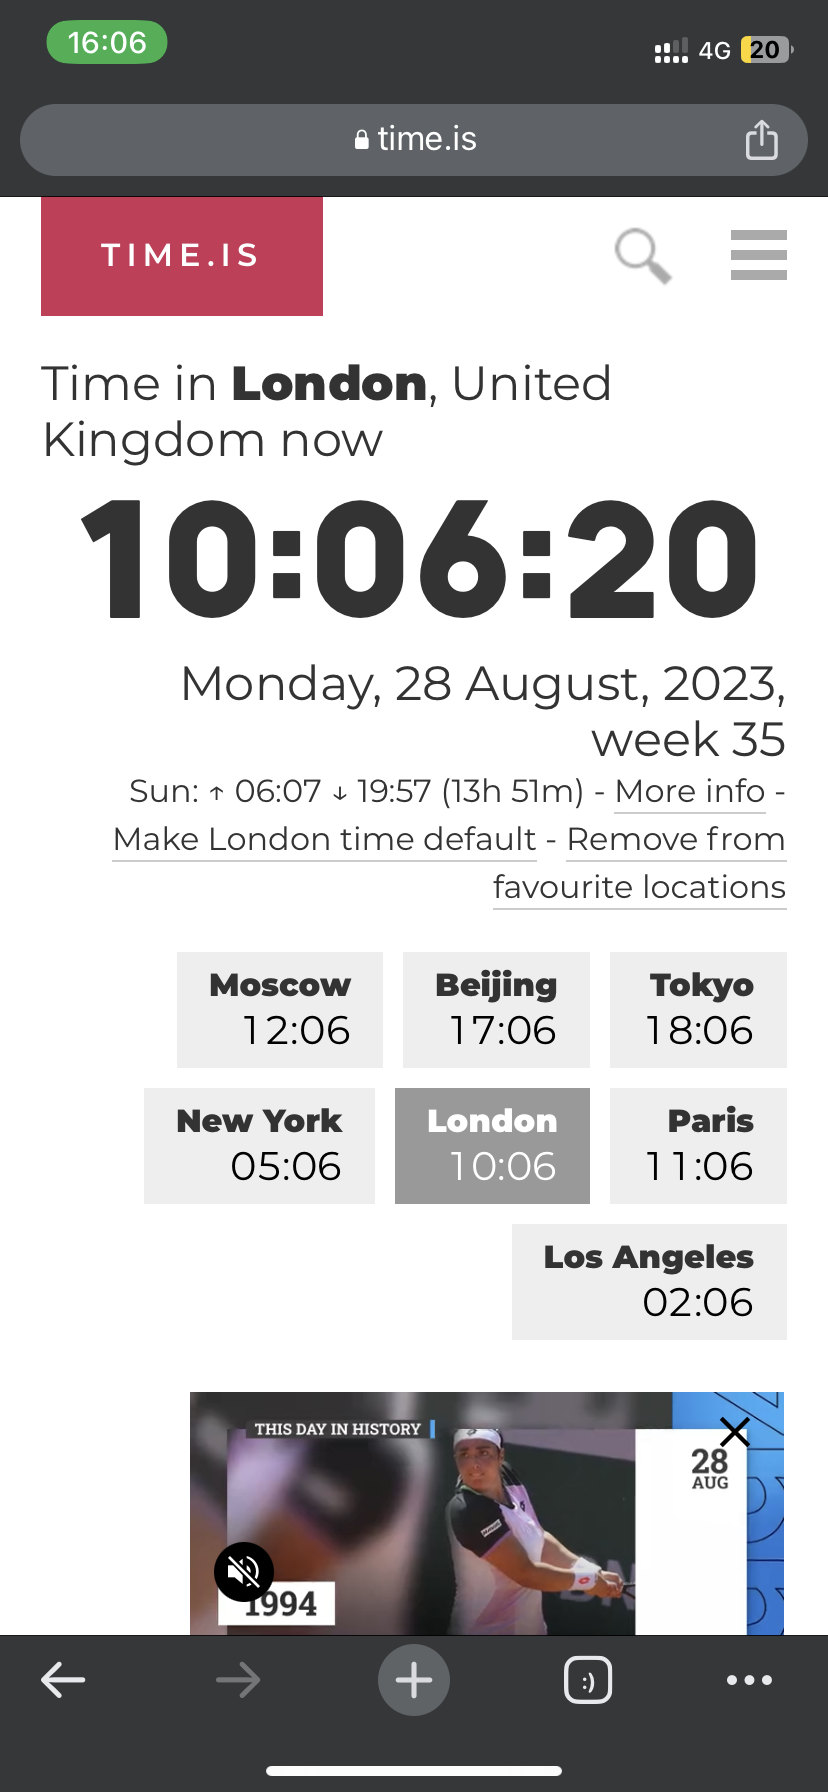 16:06
4G 20
time.is
TIME.IS
Time in London, United
Kingdom now
10:06:20
Monday, 28 August, 2023,
week 35
Sun: ↑ 06:07 ↓ 19:57 (13h 51m) - More info -
Make London time default - Remove from
favourite locations
Moscow Beijing Tokyo
12:06 17:06 18:06
New York London Paris
05:06 10:06 11:06
Los Angeles
02:06
THIS DAY IN HISTORY
28
AUG
1994
:)